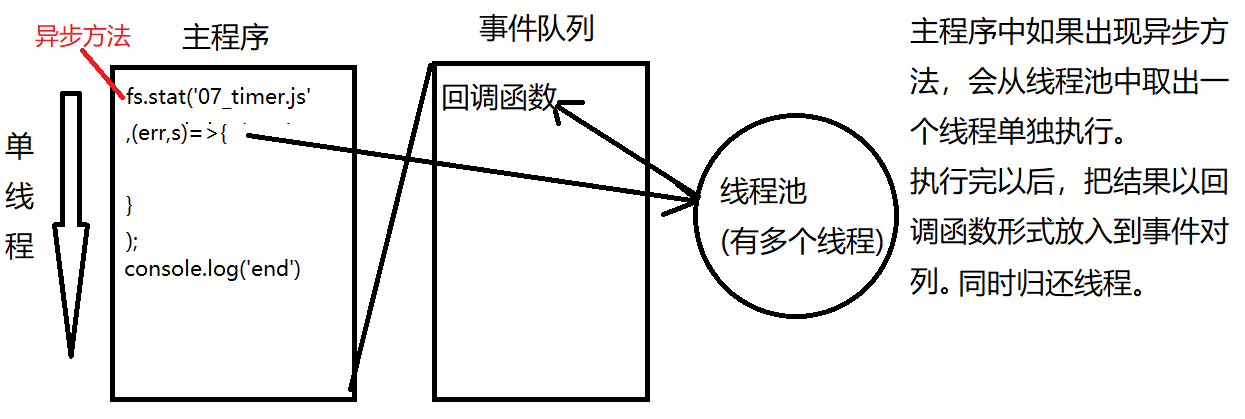 异步方法
主程序
事件队列
单
线
程
fs.stat('07_timer.js'
,(err,s)=>{
}
);
console.log('end')
回调函数
线程池
(有多个线程)
主程序中如果出现异步方
法，会从线程池中取出一
个线程单独执行。
执行完以后，把结果以回
调函数形式放入到事件对
列。同时归还线程。